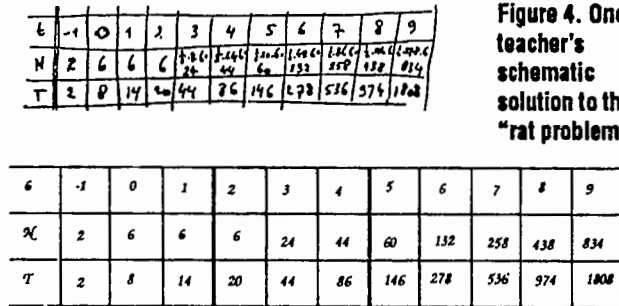 Figure 4. One
teacher's
schematic
solution to th
"rat problem
t -1 0 1 2 3 4 5 6 7 8 9
N 2 6 6 6 24 44 60 132 258 438 834
T 2 8 14 20 44 86 146 278 536 974 1808
6 -1 0 1 2 3 4 5 6 7 8 9
N 2 6 6 6 24 44 60 132 258 438 834
T 2 8 14 20 44 86 146 278 536 974 1808